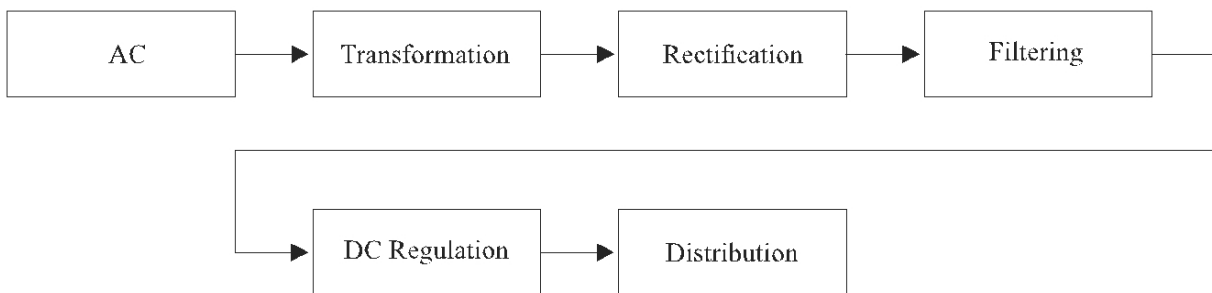 AC
Transformation
Rectification
Filtering
DC Regulation
Distribution